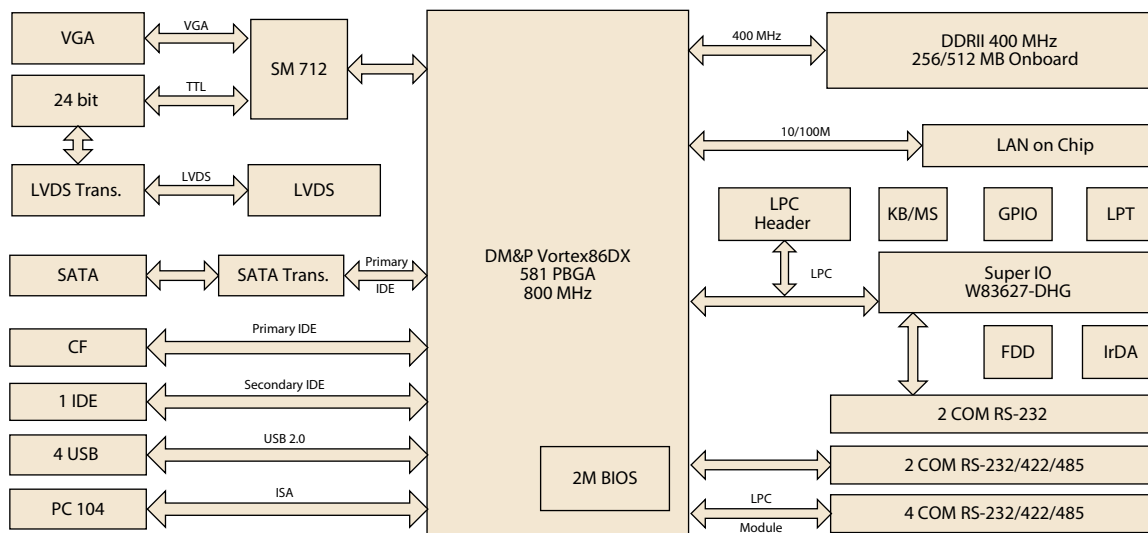 VGA
VGA
SM 712
24 bit
TTL
LVDS Trans.
LVDS
LVDS
SATA
SATA Trans.
Primary
IDE
CF
Primary IDE
1 IDE
Secondary IDE
4 USB
USB 2.0
PC 104
ISA
DM&P Vortex86DX
581 PBGA
800 MHz
2M BIOS
400 MHz
DDRII 400 MHz
256/512 MB Onboard
10/100M
LAN on Chip
LPC
Header
KB/MS
GPIO
LPT
LPC
Super IO
W83627-DHG
FDD
IrDA
2 COM RS-232
2 COM RS-232/422/485
LPC
Module
4 COM RS-232/422/485